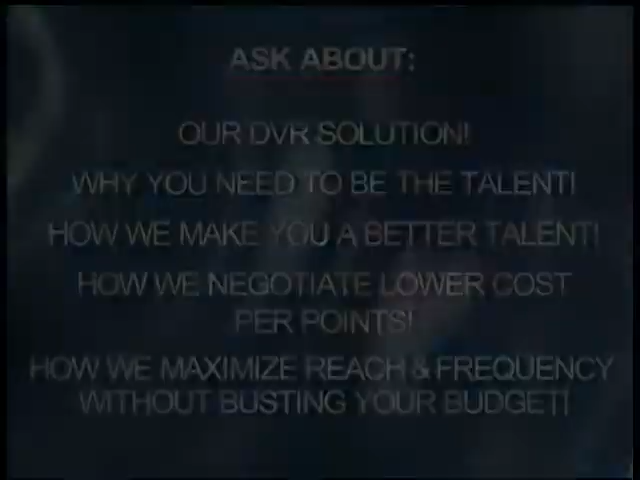 ASK ABOUT:
OUR DVR SOLUTION!
WHY YOU NEED TO BE THE TALENT!
HOW WE MAKE YOU A BETTER TALENT!
HOW WE NEGOTIATE LOWER COST
PER POINTS!
HOW WE MAXIMIZE REACH & FREQUENCY
WITHOUT BUSTING YOUR BUDGET!